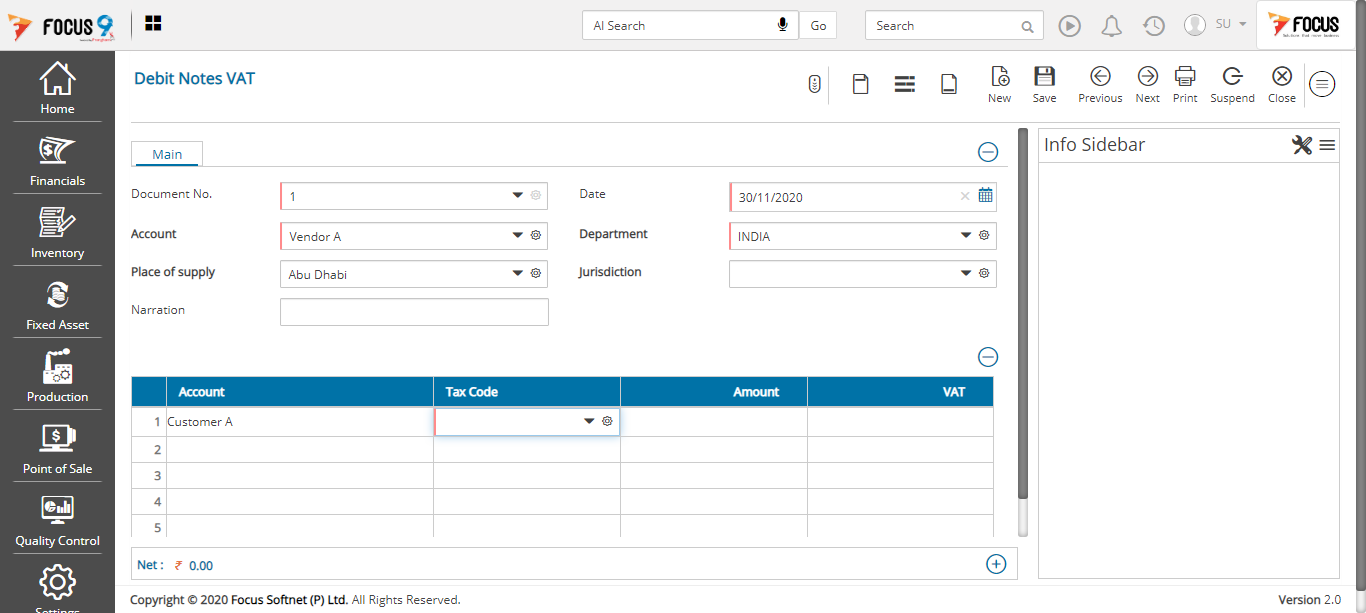 FOCUS 9
AI Search
Go
Search
SU
FOCUS
Home
Financials
Inventory
Fixed Asset
Production
Point of Sale
Quality Control
Settings
Debit Notes VAT
New
Save
Previous
Next
Print
Suspend
Close
Main
Document No.
1
Date
30/11/2020
Account
Vendor A
Department
INDIA
Place of supply
Abu Dhabi
Jurisdiction
Narration
Account Tax Code Amount VAT
1 Customer A
2
3
4
5
Net : ₹ 0.00
Info Sidebar
Copyright © 2020 Focus Softnet (P) Ltd. All Rights Reserved.
Version 2.0